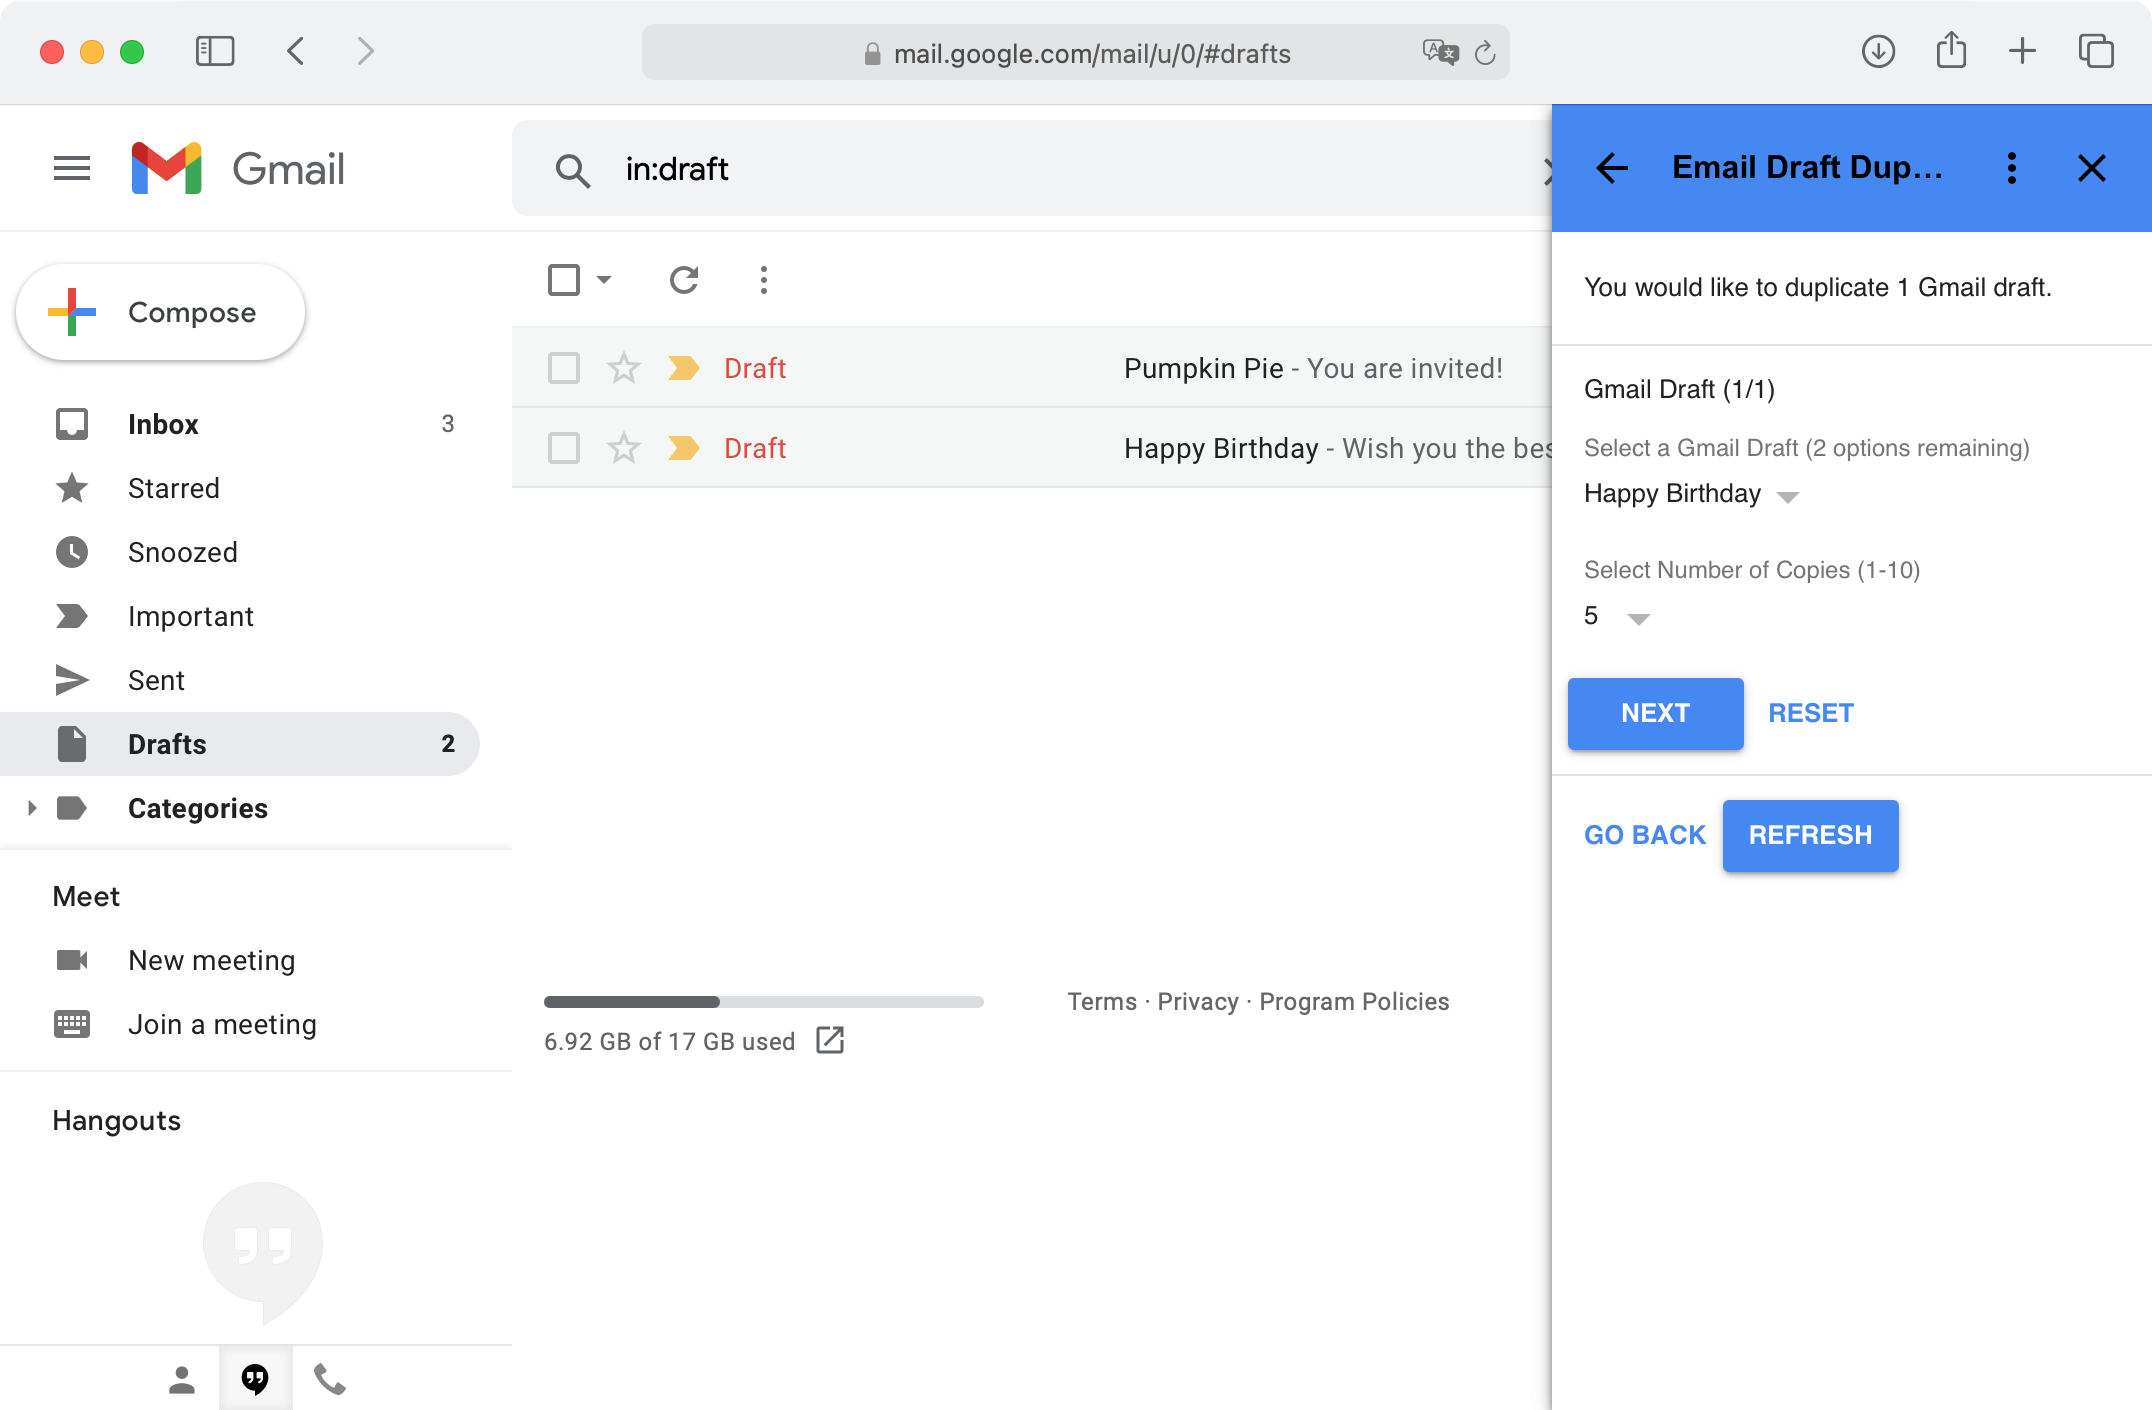 mail.google.com/mail/u/0/#drafts
Gmail
in:draft
Email Draft Dup...
Compose
Inbox 3
Starred
Snoozed
Important
Sent
Drafts 2
Categories
Meet
New meeting
Join a meeting
Hangouts
Draft Pumpkin Pie - You are invited!
Draft Happy Birthday - Wish you the bes
6.92 GB of 17 GB used
Terms · Privacy · Program Policies
You would like to duplicate 1 Gmail draft.
Gmail Draft (1/1)
Select a Gmail Draft (2 options remaining)
Happy Birthday
Select Number of Copies (1-10)
5
NEXT RESET
GO BACK REFRESH